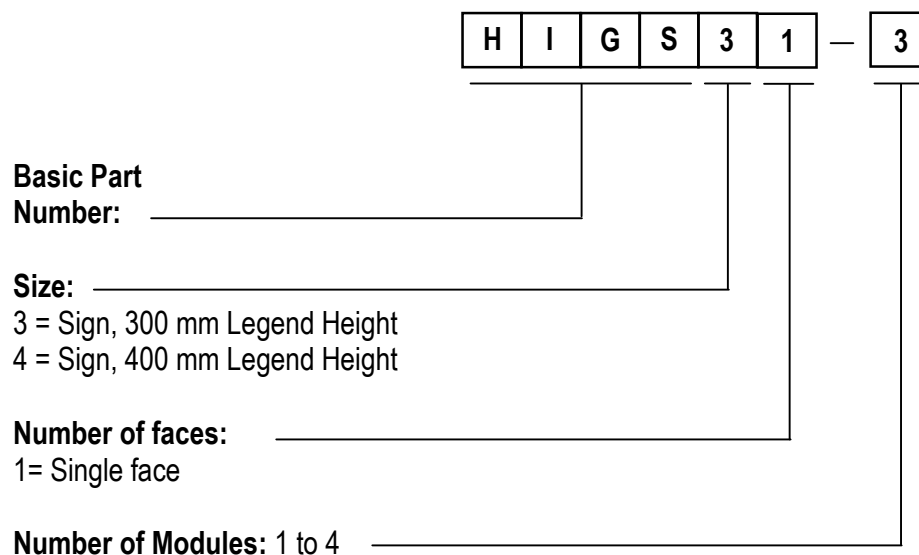 H I G S 3 1 – 3
Basic Part
Number:
Size:
3 = Sign, 300 mm Legend Height
4 = Sign, 400 mm Legend Height
Number of faces:
1= Single face
Number of Modules: 1 to 4